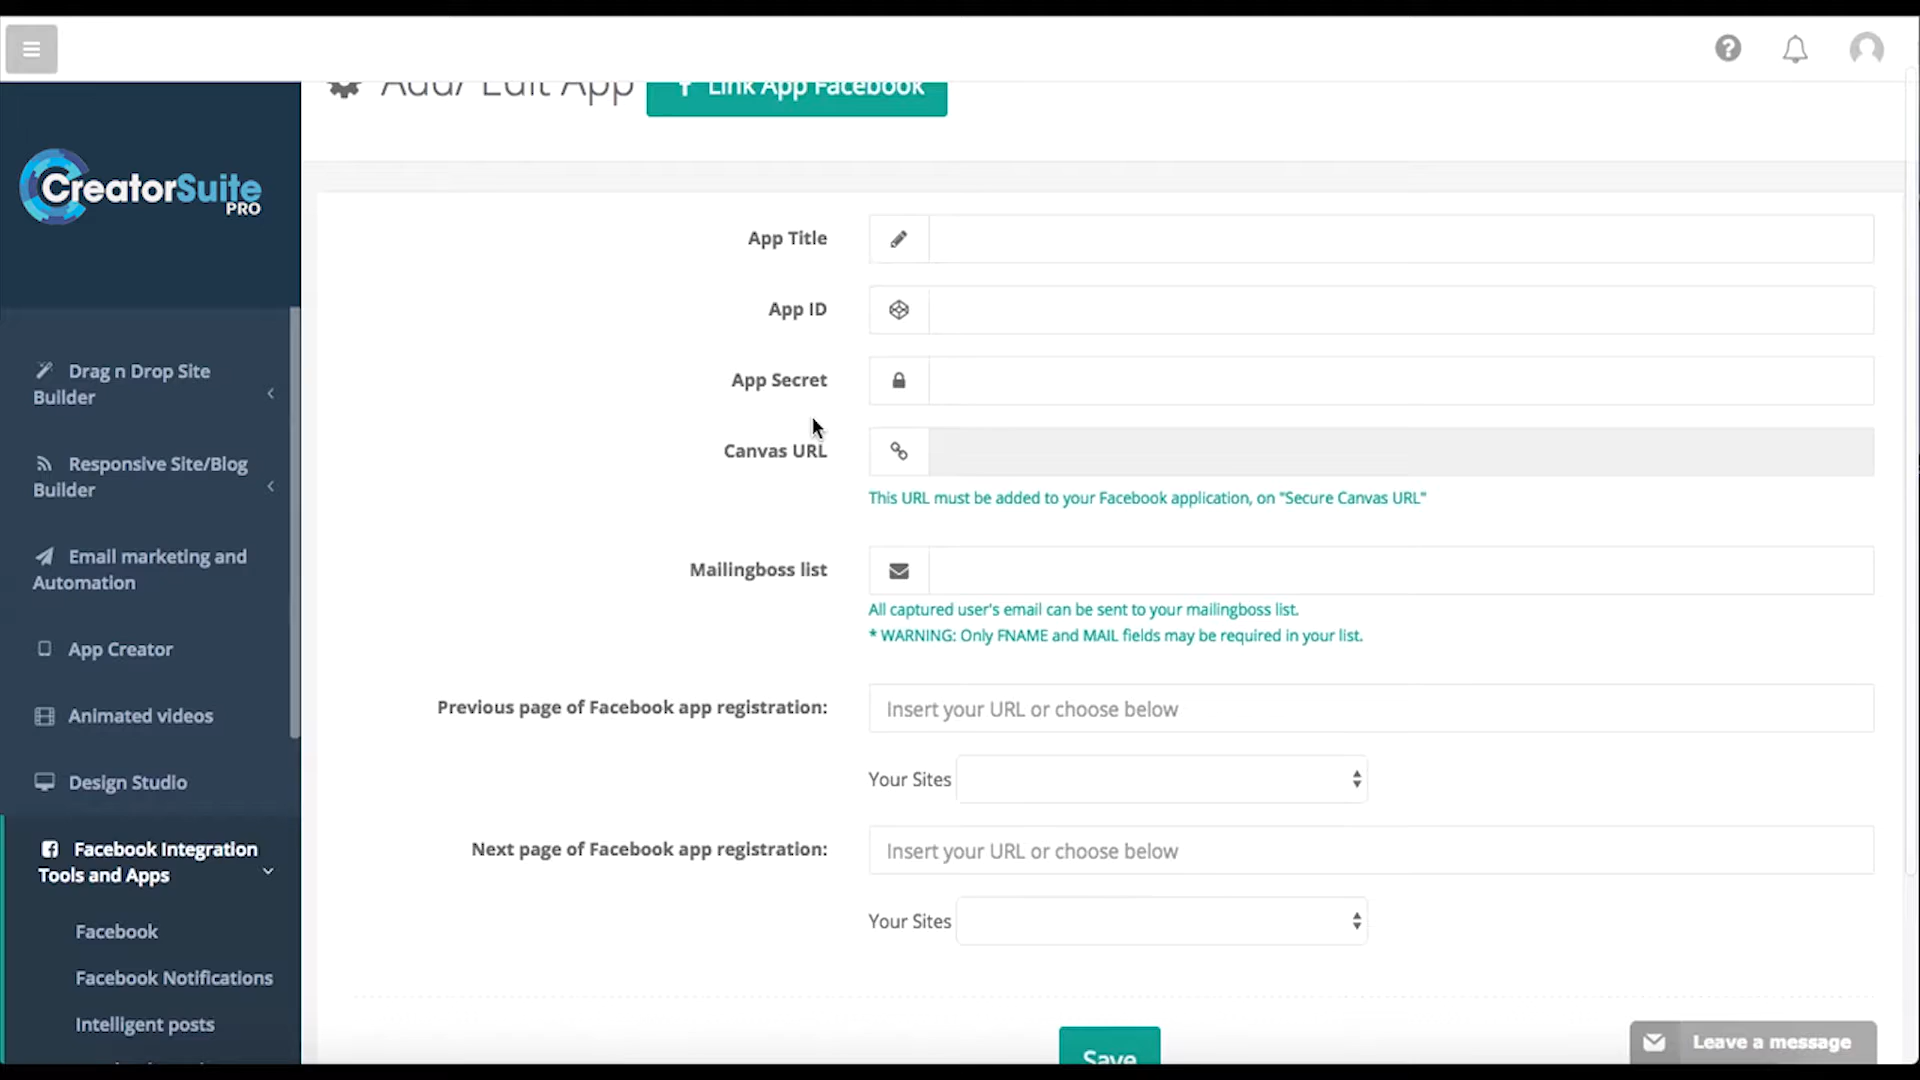 Add/ Edit App
Link App Facebook
CreatorSuite
PRO
App Title
App ID
App Secret
Canvas URL
This URL must be added to your Facebook application, on "Secure Canvas URL"
Mailingboss list
All captured user's email can be sent to your mailingboss list.
* WARNING: Only FNAME and MAIL fields may be required in your list.
Previous page of Facebook app registration:
Insert your URL or choose below
Your Sites
Next page of Facebook app registration:
Insert your URL or choose below
Your Sites
Save
Leave a message
Drag n Drop Site
Builder
Responsive Site/Blog
Builder
Email marketing and
Automation
App Creator
Animated videos
Design Studio
Facebook Integration
Tools and Apps
Facebook
Facebook Notifications
Intelligent posts